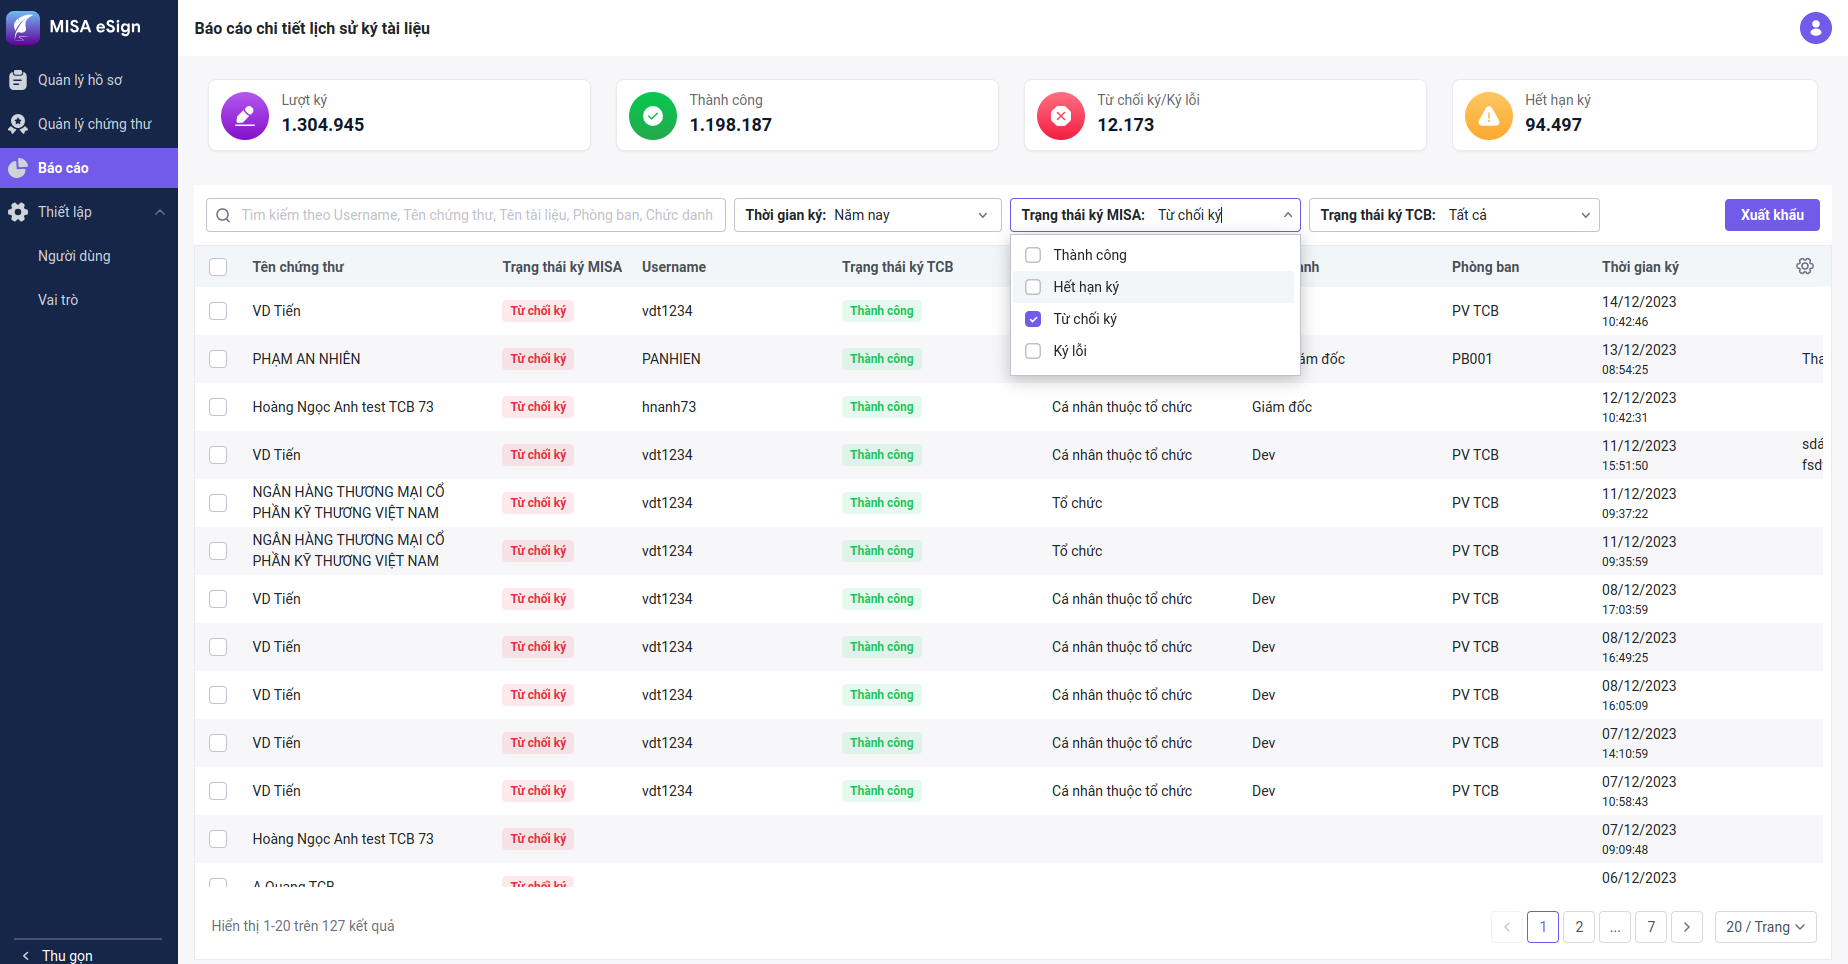 MISA eSign
Quản lý hồ sơ
Quản lý chứng thư
Báo cáo
Thiết lập
Người dùng
Vai trò
Thu gọn
Báo cáo chi tiết lịch sử ký tài liệu
Lượt ký
1.304.945
Thành công
1.198.187
Từ chối ký/Ký lỗi
12.173
Hết hạn ký
94.497
Tìm kiếm theo Username, Tên chứng thư, Tên tài liệu, Phòng ban, Chức danh
Thời gian ký: Năm nay
Trạng thái ký MISA: Từ chối ký
Trạng thái ký TCB: Tất cả
Xuất khẩu
Thành công
Hết hạn ký
Từ chối ký
Ký lỗi
Tên chứng thư Trạng thái ký MISA Username Trạng thái ký TCB Phòng ban Thời gian ký
VD Tiến Từ chối ký vdt1234 Thành công PV TCB 14/12/2023
10:42:46
PHẠM AN NHIÊN Từ chối ký PANHIEN Thành công đốc PB001 13/12/2023
08:54:25
Hoàng Ngọc Anh test TCB 73 Từ chối ký hnanh73 Thành công Cá nhân thuộc tổ chức Giám đốc 12/12/2023
10:42:31
VD Tiến Từ chối ký vdt1234 Thành công Cá nhân thuộc tổ chức Dev PV TCB 11/12/2023
15:51:50
NGÂN HÀNG THƯƠNG MẠI CỔ
PHẦN KỸ THƯƠNG VIỆT NAM Từ chối ký vdt1234 Thành công Tổ chức PV TCB 11/12/2023
09:37:22
NGÂN HÀNG THƯƠNG MẠI CỔ
PHẦN KỸ THƯƠNG VIỆT NAM Từ chối ký vdt1234 Thành công Tổ chức PV TCB 11/12/2023
09:35:59
VD Tiến Từ chối ký vdt1234 Thành công Cá nhân thuộc tổ chức Dev PV TCB 08/12/2023
17:03:59
VD Tiến Từ chối ký vdt1234 Thành công Cá nhân thuộc tổ chức Dev PV TCB 08/12/2023
16:49:25
VD Tiến Từ chối ký vdt1234 Thành công Cá nhân thuộc tổ chức Dev PV TCB 08/12/2023
16:05:09
VD Tiến Từ chối ký vdt1234 Thành công Cá nhân thuộc tổ chức Dev PV TCB 07/12/2023
14:10:59
VD Tiến Từ chối ký vdt1234 Thành công Cá nhân thuộc tổ chức Dev PV TCB 07/12/2023
10:58:43
Hoàng Ngọc Anh test TCB 73 Từ chối ký 07/12/2023
09:09:48
A Quang TCB Từ chối ký 06/12/2023
Hiển thị 1-20 trên 127 kết quả
1 2 ... 7 20 / Trang